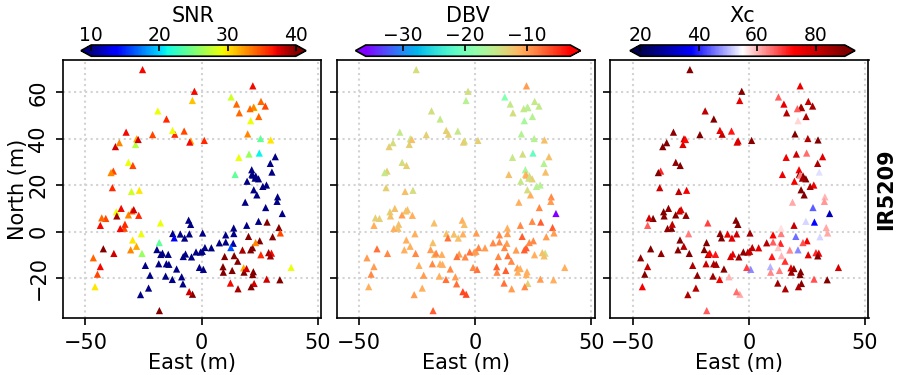 SNR DBV Xc
10 20 30 40 −30 −20 −10 20 40 60 80
60
40
20
0
−20
North (m)
−50 0 50 −50 0 50 −50 0 50
East (m) East (m) East (m)
IR5209